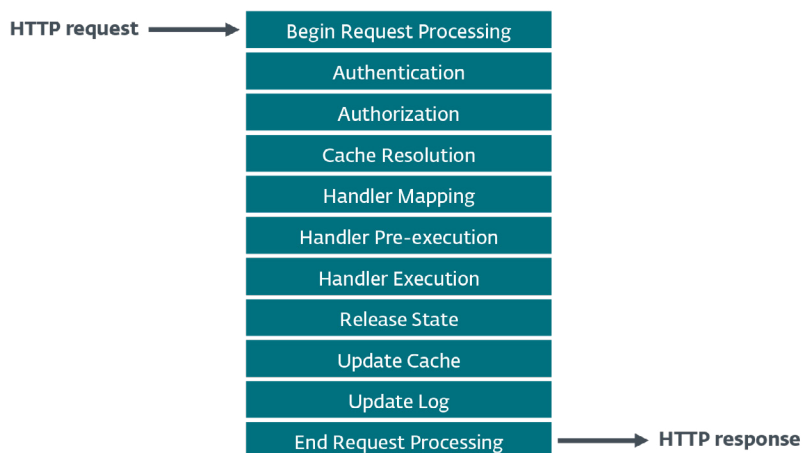 HTTP request
Begin Request Processing
Authentication
Authorization
Cache Resolution
Handler Mapping
Handler Pre-execution
Handler Execution
Release State
Update Cache
Update Log
End Request Processing
HTTP response